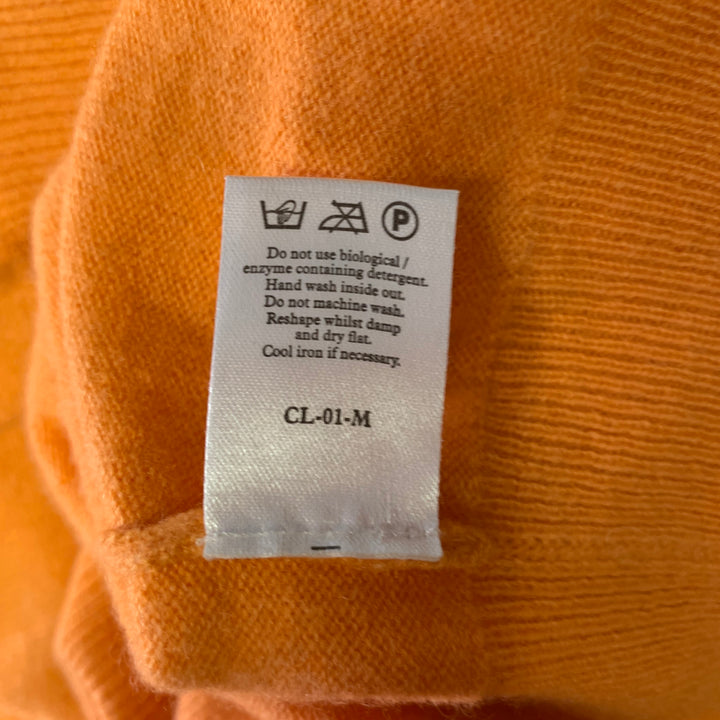 P
Do not use biological /
enzyme containing detergent.
Hand wash inside out.
Do not machine wash.
Reshape whilst damp
and dry flat.
Cool iron if necessary.
CL-01-M